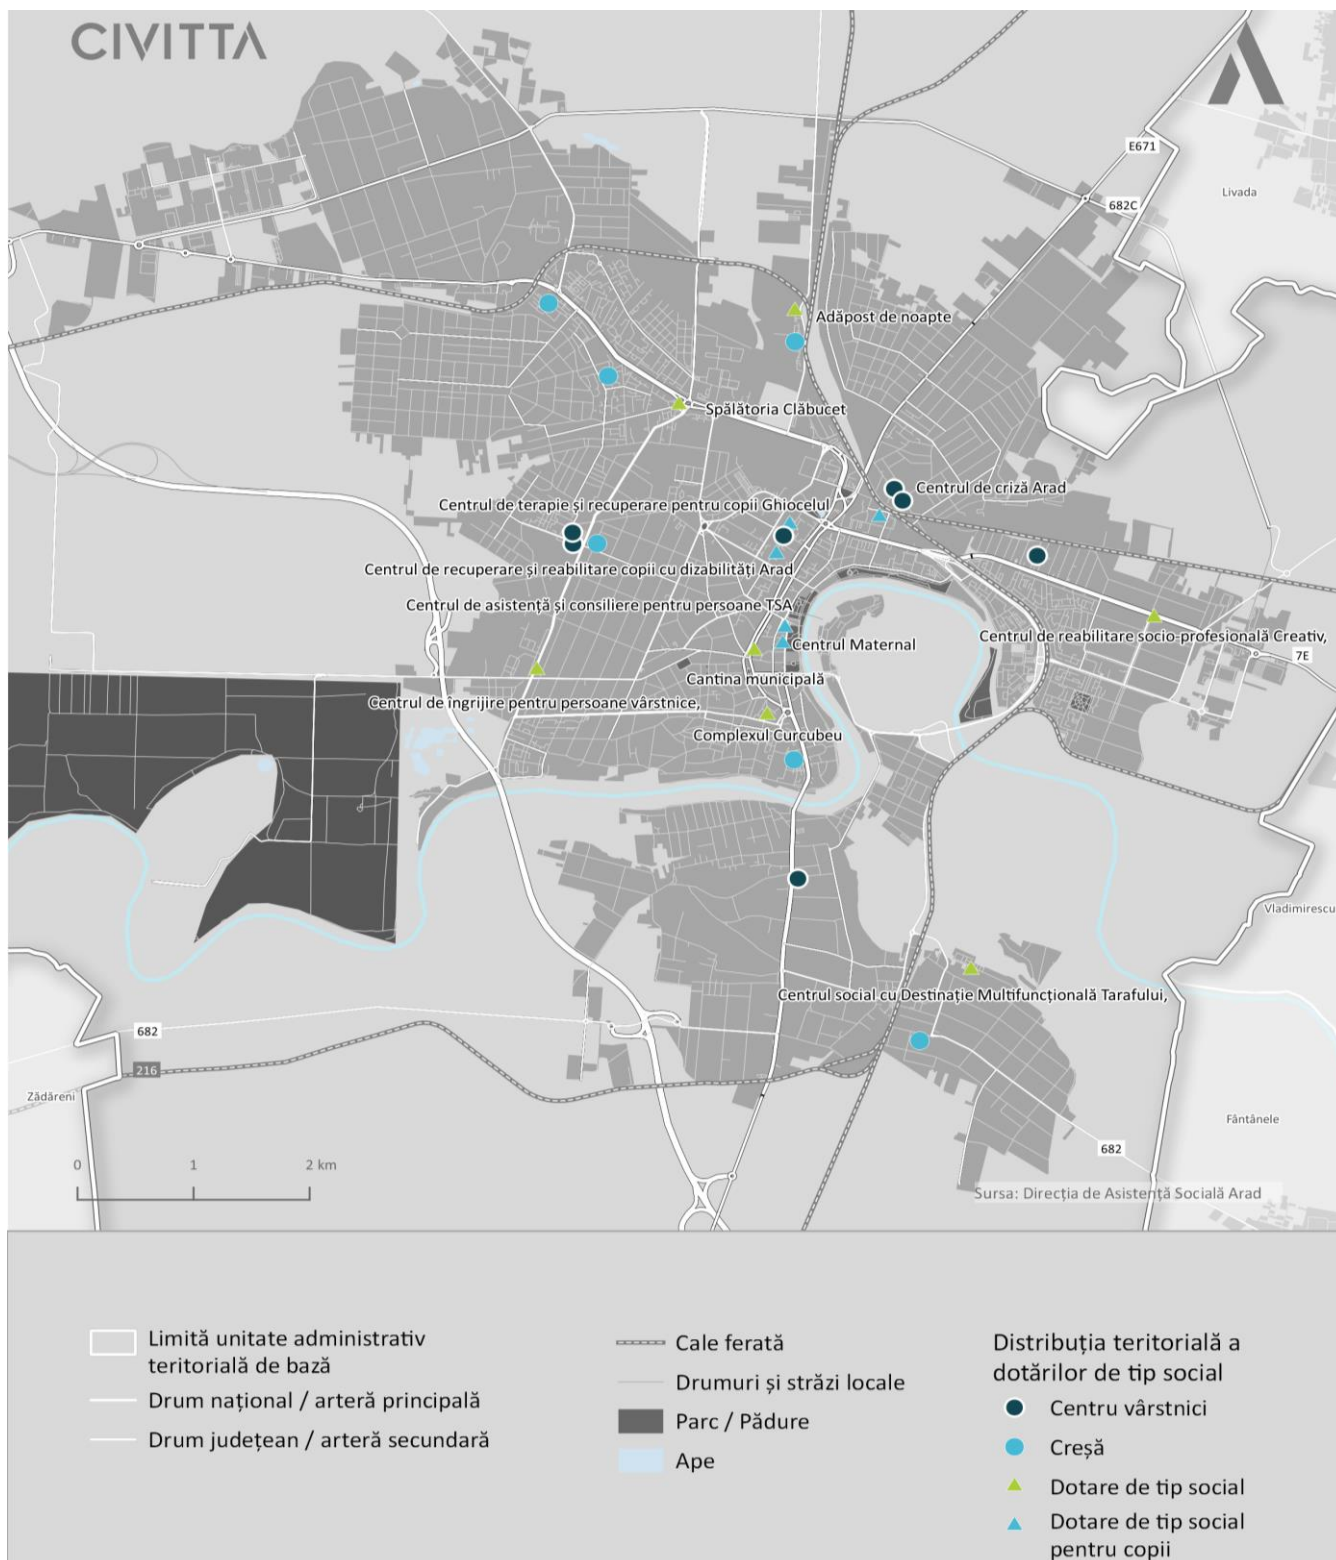 CIVITTA
E671
682C
Livada
Adăpost de noapte
Spălătoria Clăbucet
Centrul de criză Arad
Centrul de terapie și recuperare pentru copii Ghiocelul
Centrul de recuperare și reabilitare copii cu dizabilități Arad
Centrul de asistență și consiliere pentru persoane TSA
Centrul Maternal
Centrul de reabilitare socio-profesională Creativ,
7E
Cantina municipală
Centrul de îngrijire pentru persoane vârstnice,
Complexul Curcubeu
Vladimirescu
Centrul social cu Destinație Multifuncțională Tarafului,
682
216
Zădăreni
Fântânele
682
0 1 2 km
Sursa: Direcția de Asistență Socială Arad
Limită unitate administrativ
teritorială de bază
Drum național / arteră principală
Drum județean / arteră secundară
Cale ferată
Drumuri și străzi locale
Parc / Pădure
Ape
Distribuția teritorială a
dotărilor de tip social
Centru vârstnici
Creșă
Dotare de tip social
Dotare de tip social
pentru copii